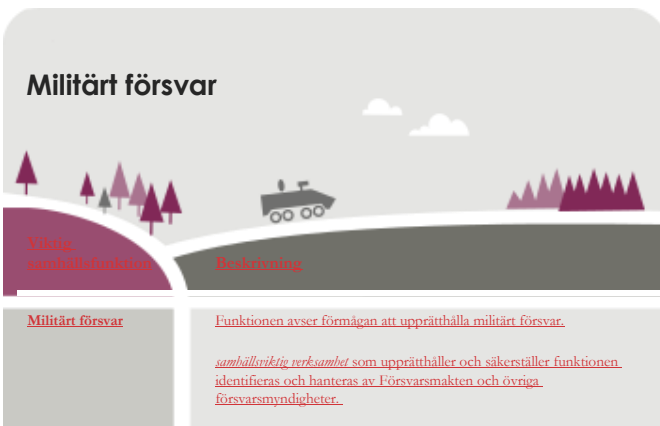 Militärt försvar
Viktig
samhällsfunktion
Beskrivning
Militärt försvar
Funktionen avser förmågan att upprätthålla militärt försvar.
samhällsviktig verksamhet som upprätthåller och säkerställer funktionen
identifieras och hanteras av Försvarsmakten och övriga
försvarsmyndigheter.